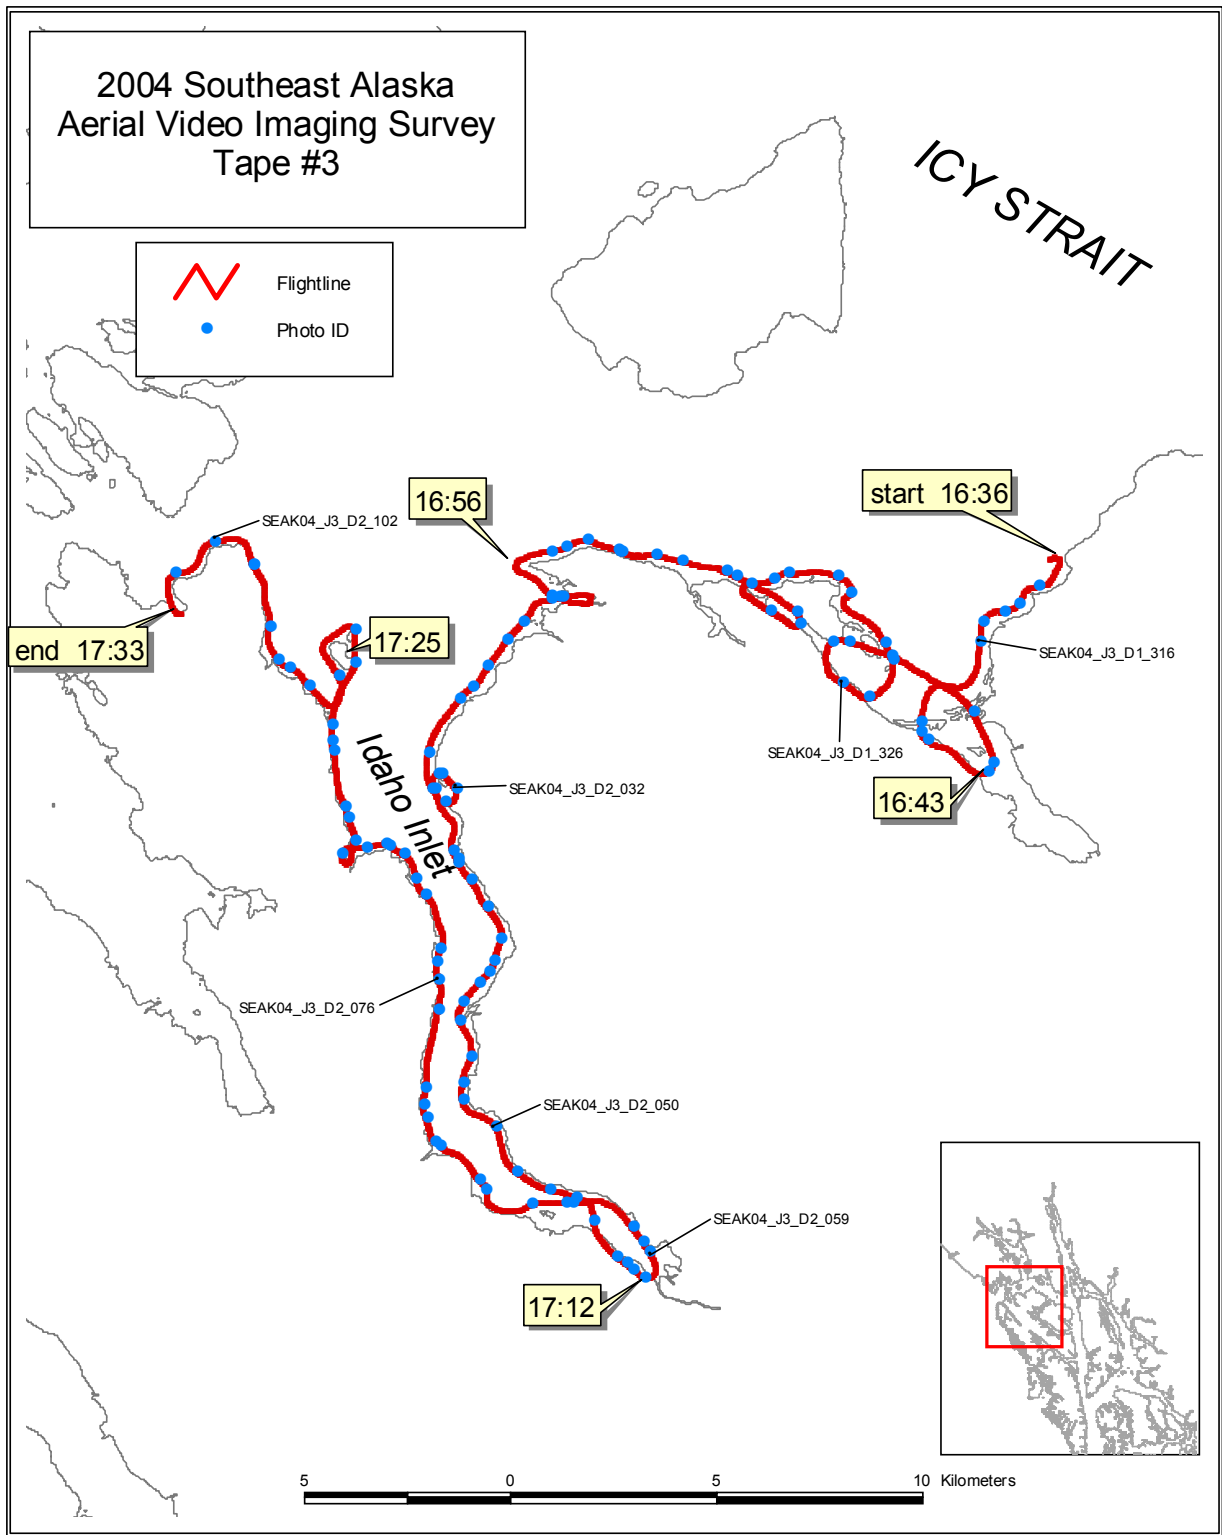 2004 Southeast Alaska
Aerial Video Imaging Survey
Tape #3
ICY STRAIT
Flightline
Photo ID
start 16:36
16:56
SEAK04_J3_D2_102
17:25
end 17:33
SEAK04_J3_D1_316
SEAK04_J3_D1_326
Idaho Inlet
SEAK04_J3_D2_032
16:43
SEAK04_J3_D2_076
SEAK04_J3_D2_050
SEAK04_J3_D2_059
17:12
5 0 5 10 Kilometers